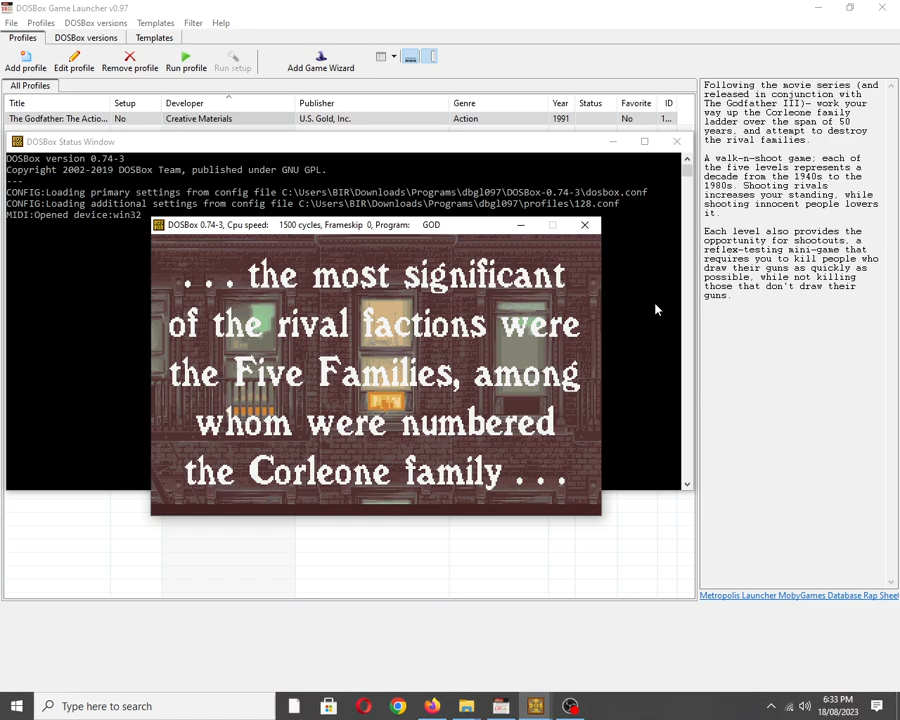 DOSBox Game Launcher v0.97
File Profiles DOSBox versions Templates Filter Help
Profiles DOSBox versions Templates
Add profile Edit profile Remove profile Run profile Run setup Add Game Wizard
All Profiles
Title Setup Developer Publisher Genre Year Status Favorite ID
The Godfather: The Actio... No Creative Materials U.S. Gold, Inc. Action 1991 No 1...
DOSBox Status Window
DOSBox version 0.74-3
Copyright 2002-2019 DOSBox Team, published under GNU GPL.
---
CONFIG:Loading primary settings from config file C:\Users\BIR\Downloads\Programs\dbgl097\DOSBox-0.74-3\dosbox.conf
CONFIG:Loading additional settings from config file C:\Users\BIR\Downloads\Programs\dbgl097\profiles\128.conf
MIDI:Opened device:win32
DOSBox 0.74-3, Cpu speed: 1500 cycles, Frameskip 0, Program: GOD
. . . the most significant
of the rival factions were
the Five Families, among
whom were numbered
the Corleone family . . .
Following the movie series (and
released in conjunction with
The Godfather III)- work your
way up the Corleone family
ladder over the span of 50
years, and attempt to destroy
the rival families.
A walk-n-shoot game; each of
the five levels represents a
decade from the 1940s to the
1980s. Shooting rivals
increases your standing, while
shooting innocent people lowers
it.
Each level also provides the
opportunity for shootouts, a
reflex-testing mini-game that
requires you to kill people who
draw their guns as quickly as
possible, while not killing
those that don't draw their
guns.
Metropolis Launcher MobyGames Database Rap Sheet
Type here to search
6:33 PM
18/08/2023